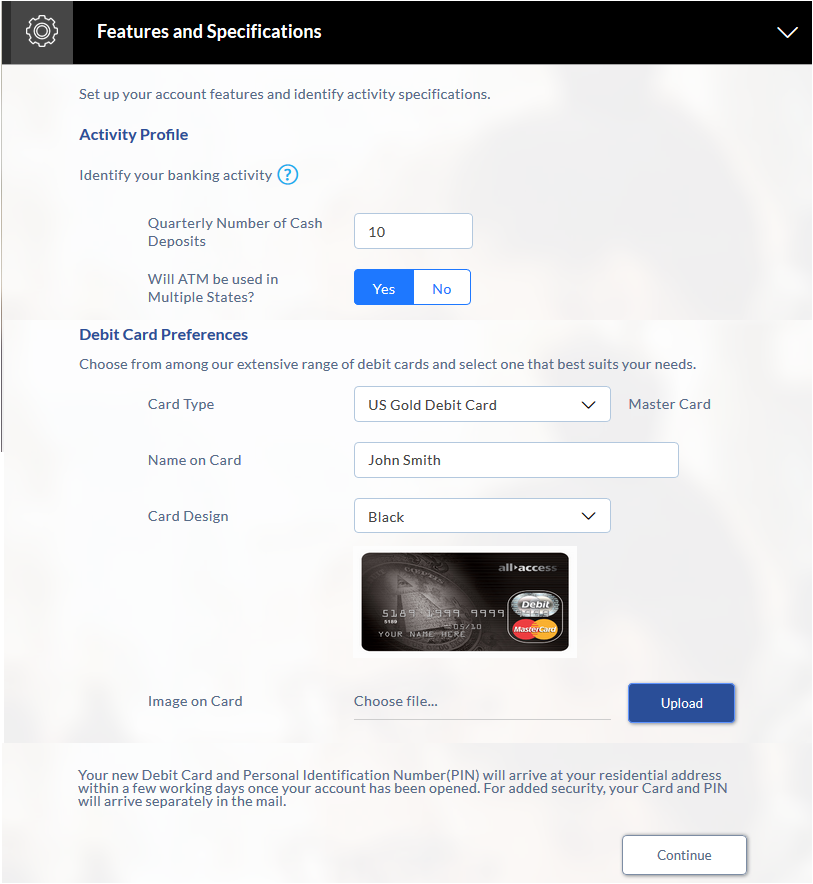 Features and Specifications
Set up your account features and identify activity specifications.
Activity Profile
Identify your banking activity ?
Quarterly Number of Cash
Deposits
10
Will ATM be used in
Multiple States?
Yes No
Debit Card Preferences
Choose from among our extensive range of debit cards and select one that best suits your needs.
Card Type
US Gold Debit Card
Master Card
Name on Card
John Smith
Card Design
Black
all access
Debit
5189 1999 9999
5189
05/10
MasterCard
YOUR NAME HERE
Image on Card
Choose file...
Upload
Your new Debit Card and Personal Identification Number(PIN) will arrive at your residential address
within a few working days once your account has been opened. For added security, your Card and PIN
will arrive separately in the mail.
Continue